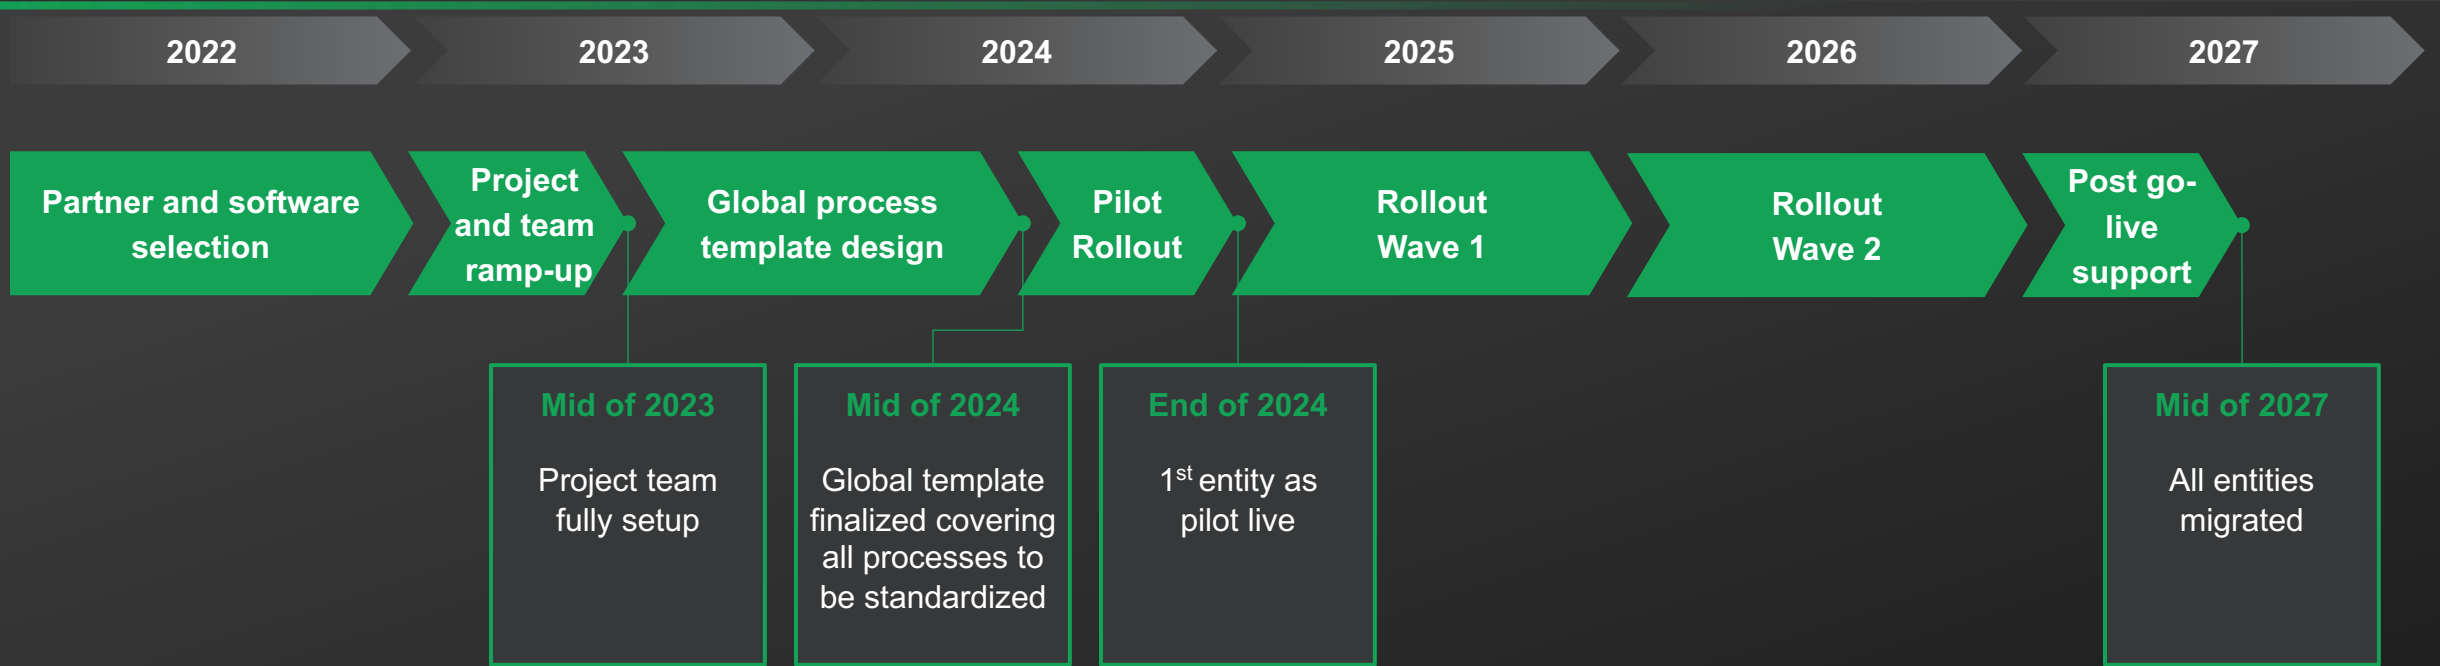 2022
2023
2024
2025
2026
2027
Partner and software
selection
Project
and team
ramp-up
Global process
template design
Pilot
Rollout
Rollout
Wave 1
Rollout
Wave 2
Post go-
live
support
Mid of 2023
Project team
fully setup
Mid of 2024
Global template
finalized covering
all processes to
be standardized
End of 2024
1st entity as
pilot live
Mid of 2027
All entities
migrated